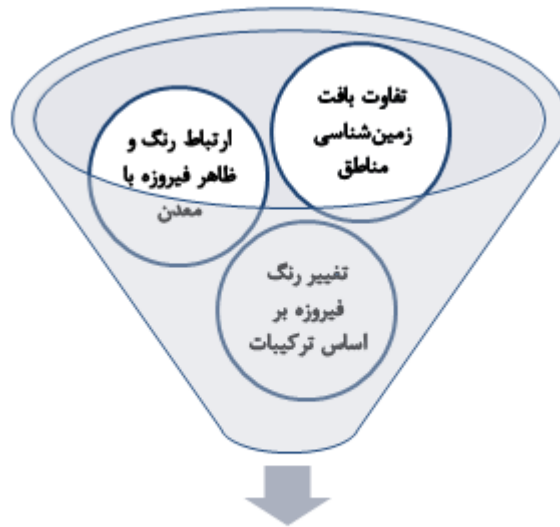 تفاوت بافت
زمین‌شناسی
مناطق
ارتباط رنگ و
ظاهر فیروزه با
معدن
تغییر رنگ
فیروزه بر
اساس ترکیبات